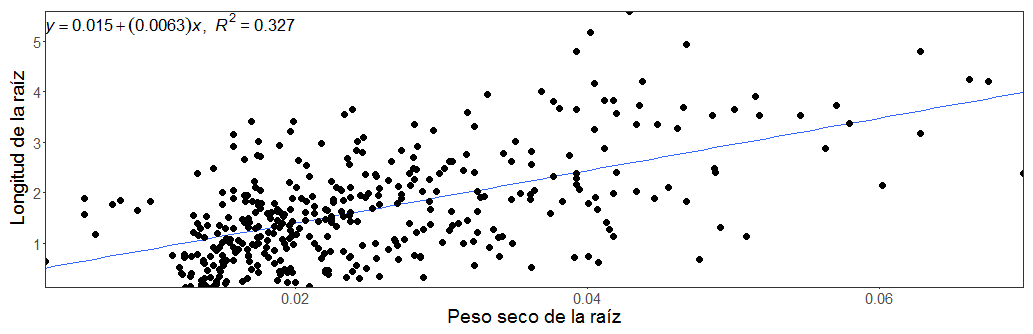 y = 0.015 + (0.0063)x, R² = 0.327
Longitud de la raíz
5
4
3
2
1
0.02 0.04 0.06
Peso seco de la raíz